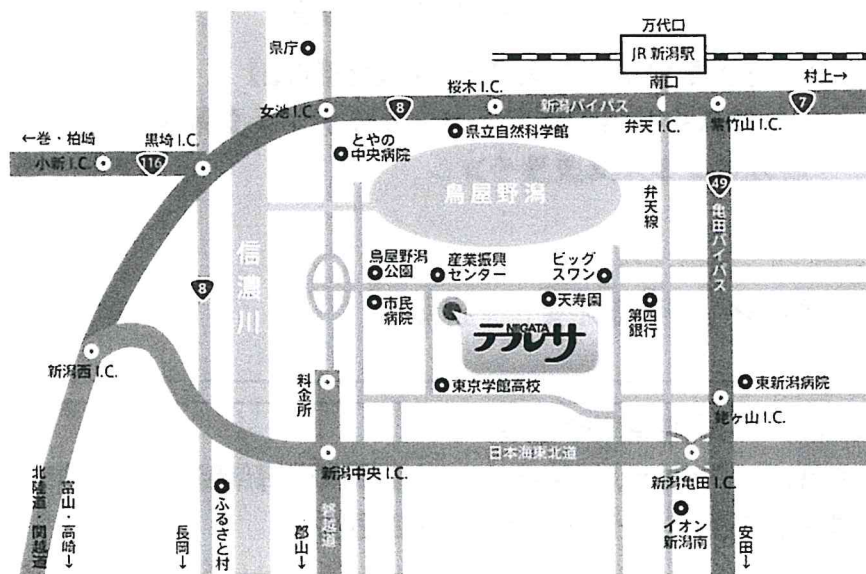 万代口
JR 新潟駅
南口
村上→
県庁
桜木 I.C.
女池 I.C.
8
新潟バイパス
7
弁天 I.C.
紫竹山 I.C.
←巻・柏崎
黒埼 I.C.
小新 I.C.
116
とやの
中央病院
県立自然科学館
鳥屋野潟
弁天線
49
亀田バイパス
信濃川
8
鳥屋野潟
公園
産業振興
センター
ビッグ
スワン
市民
病院
天寿園
第四
銀行
NIIGATA
テルサ
新潟西 I.C.
料金所
東京学館高校
東新潟病院
姥ヶ山 I.C.
日本海東北道
新潟中央 I.C.
新潟亀田 I.C.
北陸道・関越道
富山・高崎→
長岡→
ふるさと村
郡山→
磐越道
イオン
新潟南
安田→